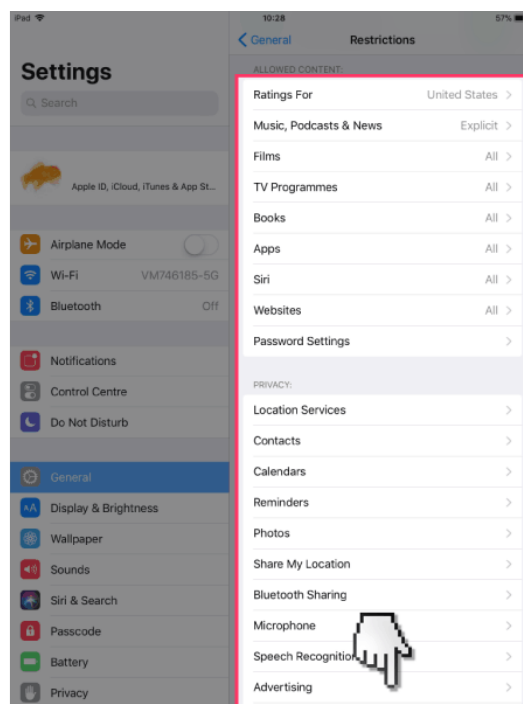 iPad
10:28
57%
Settings
Search
Apple ID, iCloud, iTunes & App St...
Airplane Mode
Wi-Fi VM746185-5G
Bluetooth Off
Notifications
Control Centre
Do Not Disturb
General
Display & Brightness
Wallpaper
Sounds
Siri & Search
Passcode
Battery
Privacy
General Restrictions
ALLOWED CONTENT:
Ratings For United States
Music, Podcasts & News Explicit
Films All
TV Programmes All
Books All
Apps All
Siri All
Websites All
Password Settings
PRIVACY:
Location Services
Contacts
Calendars
Reminders
Photos
Share My Location
Bluetooth Sharing
Microphone
Speech Recognition
Advertising